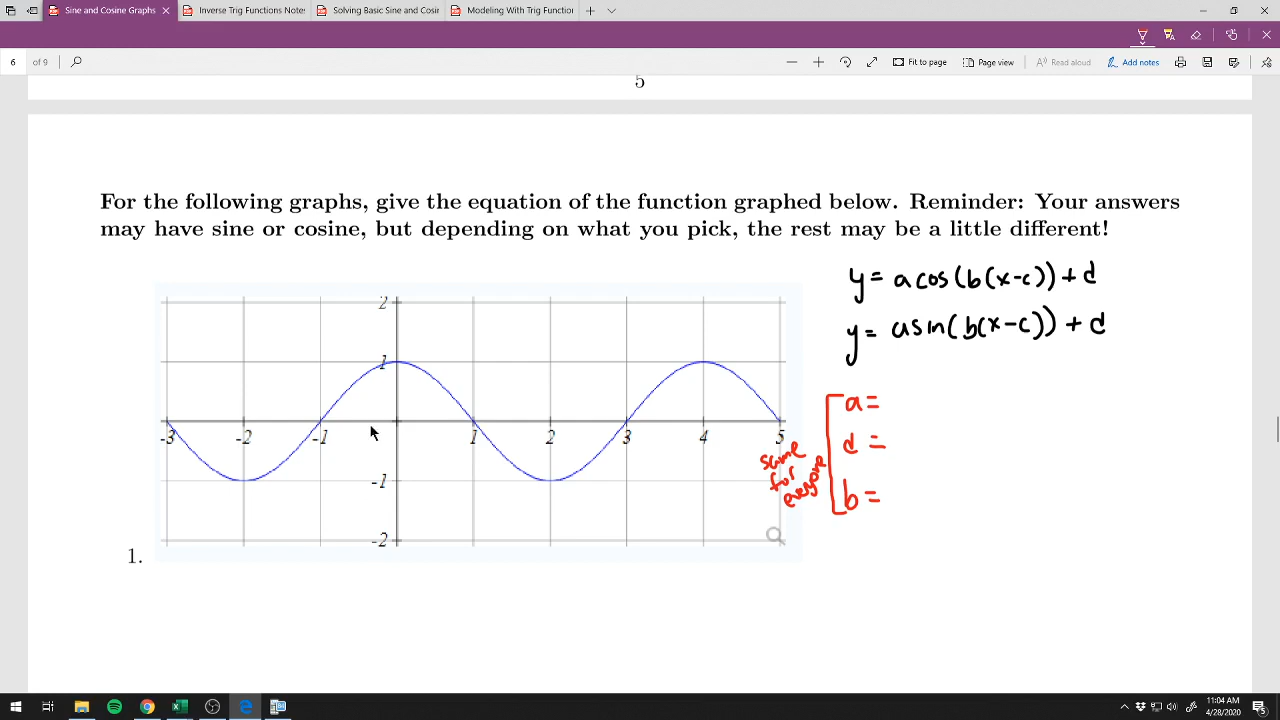 Sine and Cosine Graphs
Inverse Trig Functions Notes
Solving Basic Sine and Cosin
Modeling With Trig Function
6 of 9
Fit to page
Page view
Read aloud
Add notes
5
For the following graphs, give the equation of the function graphed below. Reminder: Your answers
may have sine or cosine, but depending on what you pick, the rest may be a little different!
y = a cos(b(x-c)) + d
y = a sin(b(x-c)) + d
2
1
-3 -2 -1 1 2 3 4 5
-1
-2
a =
d =
b =
same
for
everyone
1.
11:04 AM
4/28/2020
5